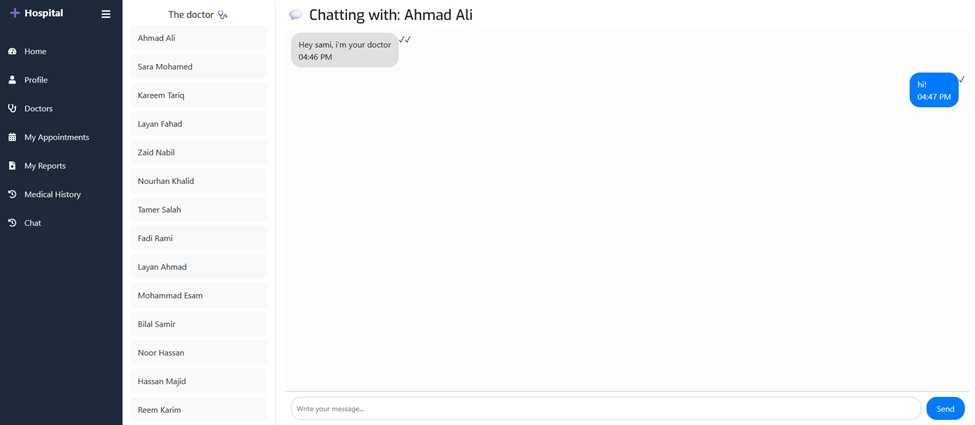 Hospital
Home
Profile
Doctors
My Appointments
My Reports
Medical History
Chat
The doctor
Ahmad Ali
Sara Mohamed
Kareem Tariq
Layan Fahad
Zaid Nabil
Nourhan Khalid
Tamer Salah
Fadi Rami
Layan Ahmad
Mohammad Esam
Bilal Samir
Noor Hassan
Hassan Majid
Reem Karim
Chatting with: Ahmad Ali
Hey sami, i'm your doctor
04:46 PM
hi!
04:47 PM
Write your message...
Send